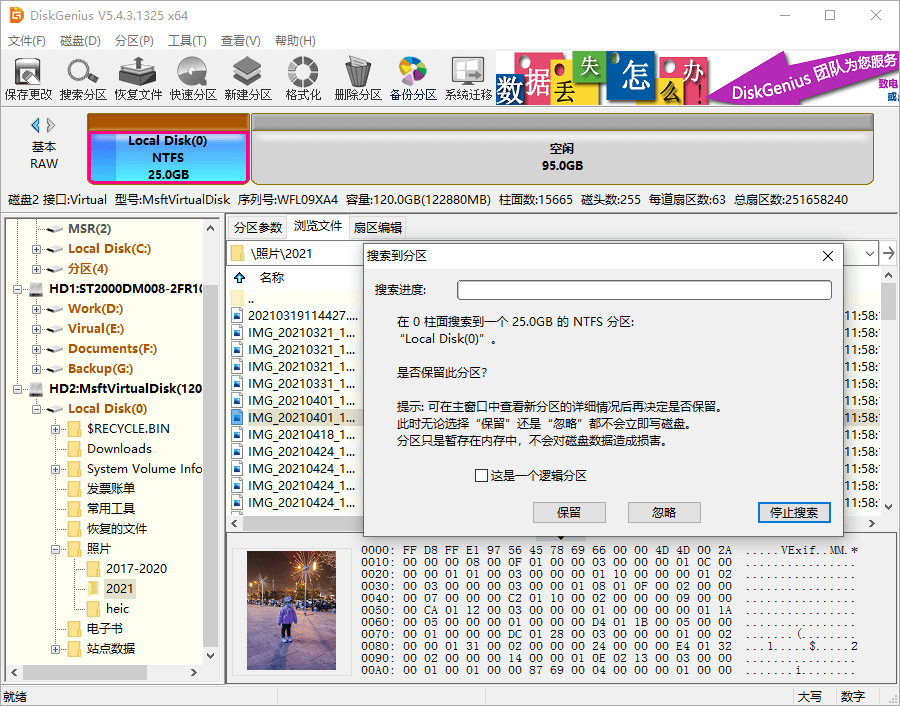 DiskGenius V5.4.3.1325 x64
文件(F) 磁盘(D) 分区(P) 工具(T) 查看(V) 帮助(H)
保存更改 搜索分区 恢复文件 快速分区 新建分区 格式化 删除分区 备份分区 系统迁移
数据丢失怎么办! DiskGenius 团队为您服务
致电
基本
RAW
Local Disk(0)
NTFS
25.0GB
空闲
95.0GB
磁盘2 接口:Virtual 型号:MsftVirtualDisk 序列号:WFL09XA4 容量:120.0GB(122880MB) 柱面数:15665 磁头数:255 每道扇区数:63 总扇区数:251658240
MSR(2)
Local Disk(C:)
分区(4)
HD1:ST2000DM008-2FR10
Work(D:)
Virual(E:)
Documents(F:)
Backup(G:)
HD2:MsftVirtualDisk(120
Local Disk(0)
$RECYCLE.BIN
Downloads
System Volume Info
发票账单
常用工具
恢复的文件
照片
2017-2020
2021
heic
电子书
站点数据
分区参数 浏览文件 扇区编辑
\照片\2021
名称
..
20210319114427....
IMG_20210321_1...
IMG_20210321_1...
IMG_20210321_1...
IMG_20210331_1...
IMG_20210401_1...
IMG_20210401_1...
IMG_20210418_1...
IMG_20210424_1...
IMG_20210424_1...
IMG_20210424_1...
IMG_20210424_1...
11:58:
11:58:
11:58:
11:58:
11:58:
11:58:
11:58:
11:58:
11:58:
11:58:
11:58:
11:58:
搜索到分区
搜索进度:
在 0 柱面搜索到一个 25.0GB 的 NTFS 分区:
“Local Disk(0)”。
是否保留此分区?
提示: 可在主窗口中查看新分区的详细情况后再决定是否保留。
此时无论选择“保留”还是“忽略”都不会立即写磁盘。
分区只是暂存在内存中，不会对磁盘数据造成损害。
这是一个逻辑分区
保留 忽略 停止搜索
0000: FF D8 FF E1 97 56 45 78 69 66 00 00 4D 4D 00 2A .....VExif..MM.*
0010: 00 00 00 08 00 0F 01 00 00 03 00 00 00 01 0C 00 ................
0020: 00 00 01 01 00 03 00 00 00 01 10 00 00 00 01 02 ................
0030: 00 03 00 00 00 03 00 00 01 08 01 0F 00 02 00 00 ................
0040: 00 07 00 00 00 C2 01 10 00 02 00 00 00 09 00 00 ................
0050: 00 CA 01 12 00 03 00 00 00 01 00 00 00 00 01 1A ................
0060: 00 05 00 00 00 01 00 00 00 D4 01 1B 00 05 00 00 ................
0070: 00 01 00 00 00 DC 01 28 00 03 00 00 00 01 00 02 .......(........
0080: 00 00 01 31 00 02 00 00 00 24 00 00 00 E4 01 32 ...1.....$.....2
0090: 00 02 00 00 00 14 00 00 01 0E 02 13 00 03 00 00 ................
00A0: 00 01 00 01 00 00 87 69 00 04 00 00 00 01 00 00 .......i........
就绪 大写 数字